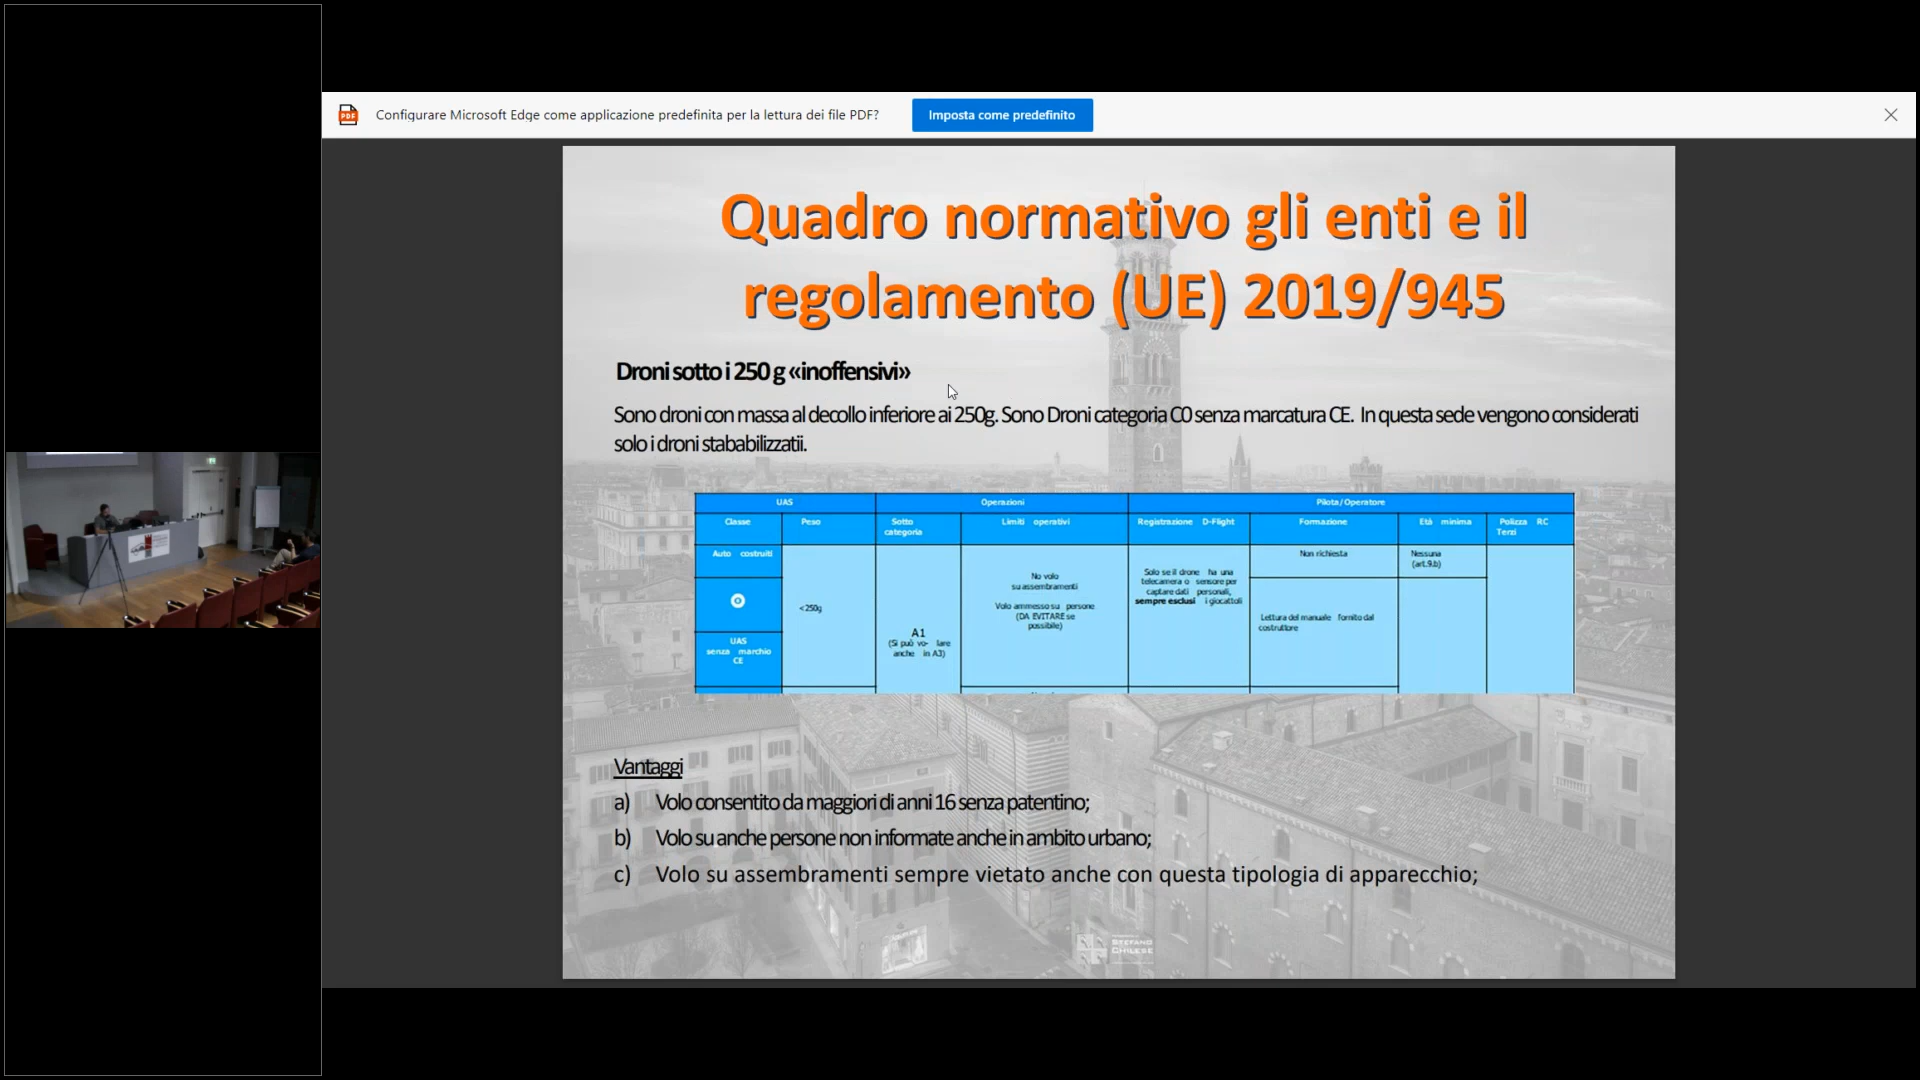 Configurare Microsoft Edge come applicazione predefinita per la lettura dei file PDF?
Imposta come predefinito
Quadro normativo gli enti e il
regolamento (UE) 2019/945
Droni sotto i 250 g «inoffensivi»
Sono droni con massa al decollo inferiore ai 250g. Sono Droni categoria C0 senza marcatura CE. In questa sede vengono considerati
solo i droni stababilizzatii.
UAS
Operazioni
Pilota/Operatore
Classe
Peso
Sotto
categoria
Limiti operativi
Registrazione D-Flight
Formazione
Età minima
Polizza RC
Terzi
Auto costruiti
0
UAS
senza marchio
CE
<250g
A1
(Si può vo- lare
anche in A3)
No volo
su assembramenti
Volo ammesso su persone
(DA EVITARE se
possibile)
Solo se il drone ha una
telecamera o sensore per
captare dati personali,
sempre esclusi i giocattoli
Non richiesta
Lettura del manuale fornito dal
costruttore
Nessuna
(art.9.b)
Vantaggi
a) Volo consentito da maggiori di anni 16 senza patentino;
b) Volo su anche persone non informate anche in ambito urbano;
c) Volo su assembramenti sempre vietato anche con questa tipologia di apparecchio;
STEFANO
CHILESE